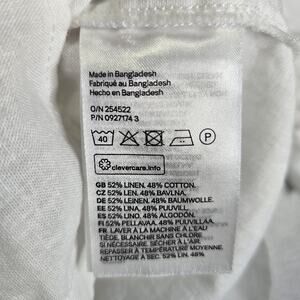 Made in Bangladesh
Fabriqué au Bangladesh
Hecho en Bangladesh
O/N 254522
P/N 0927174 3
40 P
clevercare.info
GB 52% LINEN, 48% COTTON.
CZ 52% LEN, 48% BAVLNA.
DE 52% LEINEN, 48% BAUMWOLLE.
EE 52% LINA, 48% PUUVILL.
ES 52% LINO, 48% ALGODÓN.
FI 52% PELLAVAA, 48% PUUVILLAA.
FR LAVER À LA MACHINE À L'EAU
TIÈDE, BLANCHIR SANS CHLORE
SI NÉCESSAIRE, SÉCHER À L'AIR,
REPASSER À TEMPÉRATURE MOYENNE,
NETTOYAGE À SEC. 52% LIN, 48%